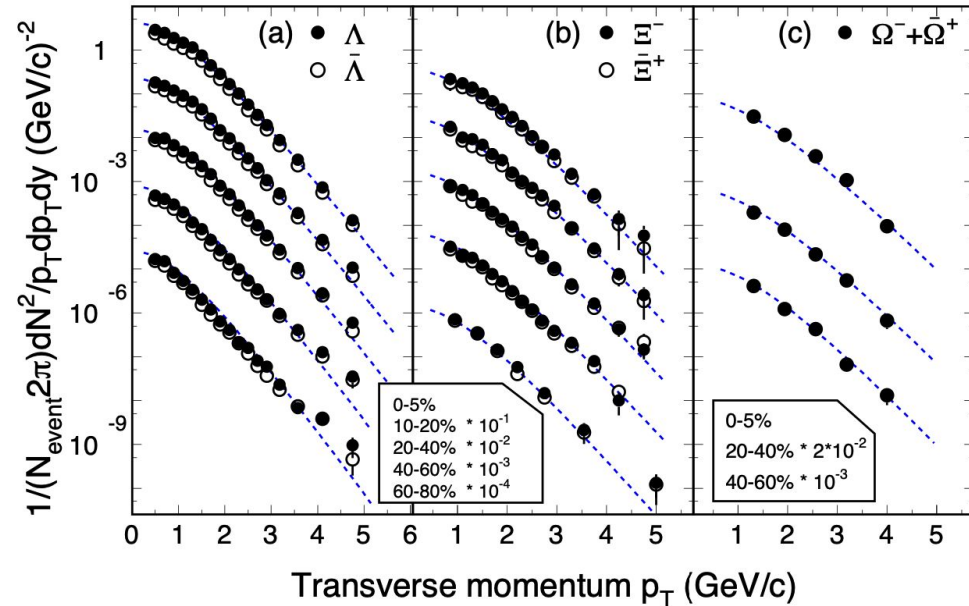 1/(N_event 2π)dN²/p_T dp_T dy (GeV/c)⁻²
1
10⁻³
10⁻⁶
10⁻⁹
(a) ● Λ
○ Λ̄
(b) ● Ξ⁻
○ Ξ̄⁺
(c) ● Ω⁻+Ω̄⁺
0-5%
10-20% * 10⁻¹
20-40% * 10⁻²
40-60% * 10⁻³
60-80% * 10⁻⁴
0-5%
20-40% * 2*10⁻²
40-60% * 10⁻³
0 1 2 3 4 5 6 1 2 3 4 5 1 2 3 4 5
Transverse momentum p_T (GeV/c)